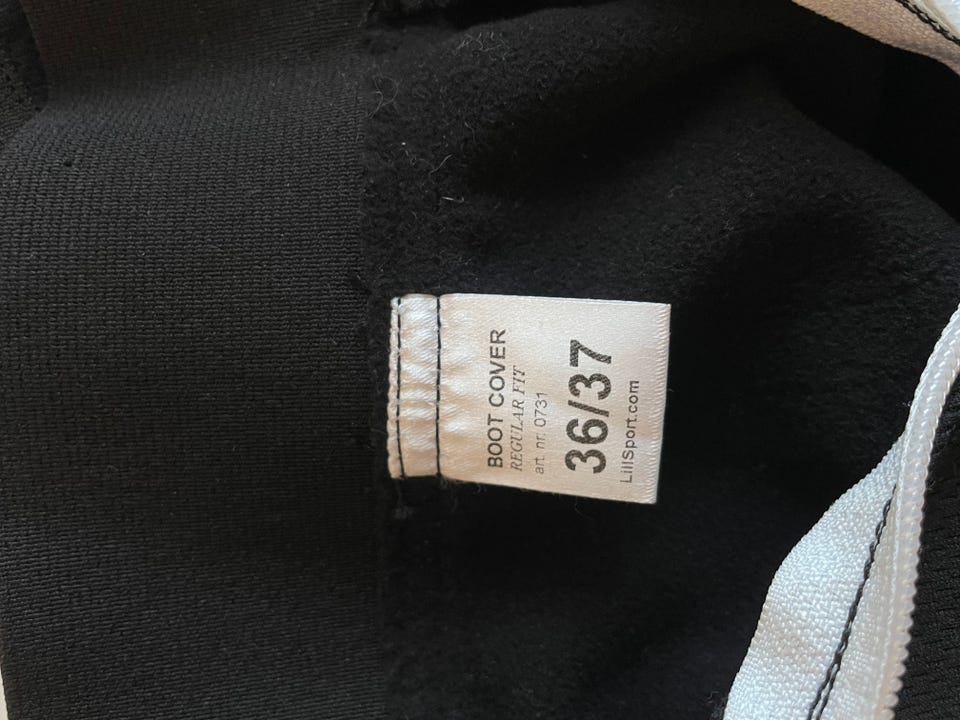 BOOT COVER
REGULAR FIT
art. nr. 0731
36/37
LillSport.com